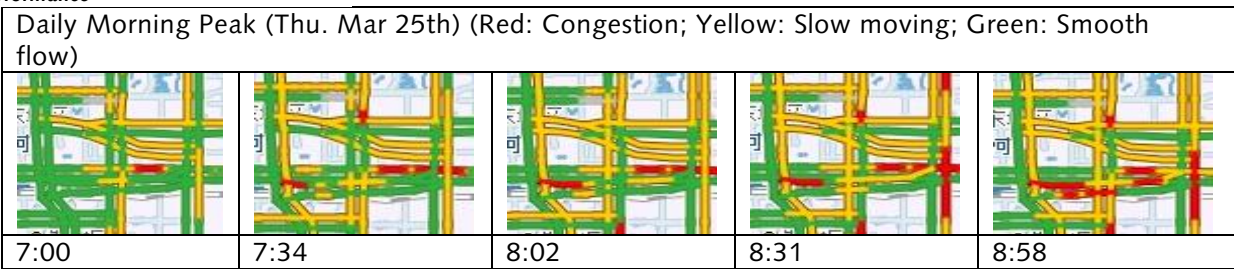 Daily Morning Peak (Thu. Mar 25th) (Red: Congestion; Yellow: Slow moving; Green: Smooth
flow)
7:00
7:34
8:02
8:31
8:58